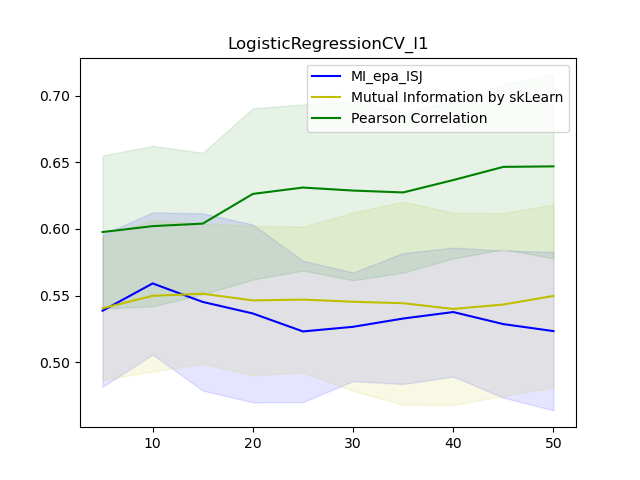 LogisticRegressionCV_l1
MI_epa_ISJ
Mutual Information by skLearn
Pearson Correlation
0.70
0.65
0.60
0.55
0.50
10
20
30
40
50